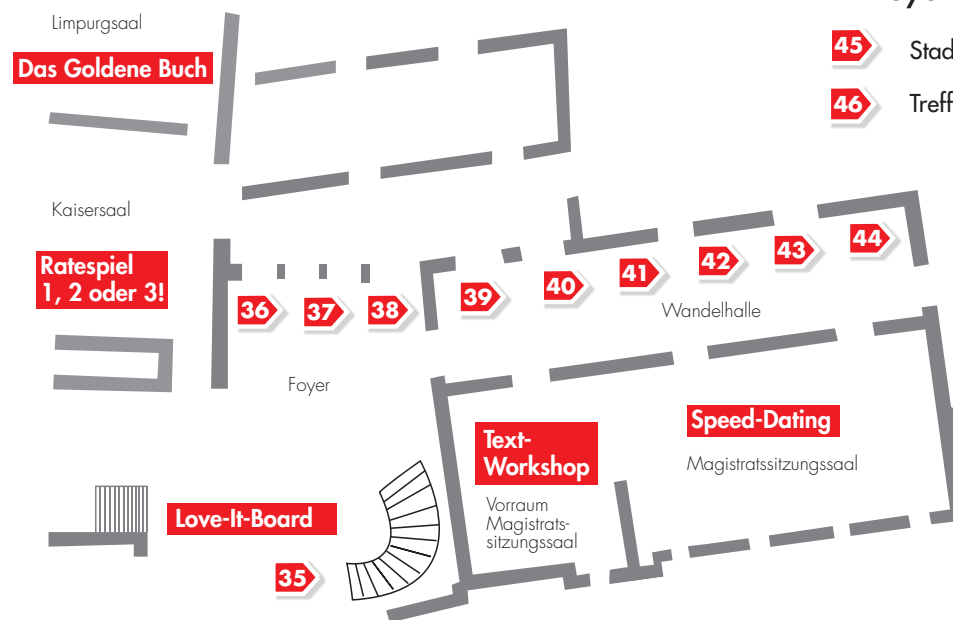 Limpurgsaal
Das Goldene Buch
45
46
Kaisersaal
Ratespiel
1, 2 oder 3!
36
37
38
39
40
41
42
43
44
Wandelhalle
Foyer
Text-
Workshop
Speed-Dating
Magistratssitzungssaal
Vorraum
Magistrats-
sitzungssaal
Love-It-Board
35